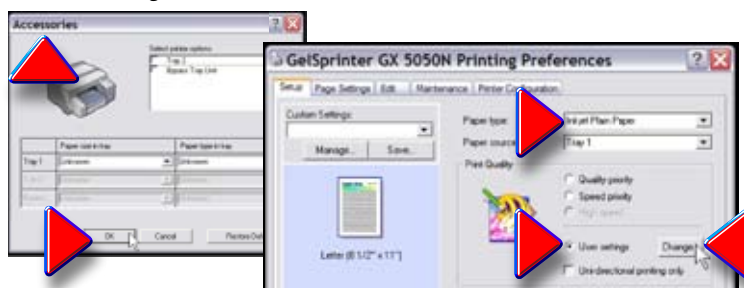 Accessories
Select printer options
Tray 2
Bypass Tray Unit
Paper size in tray
Paper type in tray
Tray 1
Unknown
Unknown
OK
Cancel
GelSprinter GX 5050N Printing Preferences
Setup
Page Settings
Edit
Maintenance
Printer Configuration
Custom Settings:
Manage...
Save...
Letter (8 1/2" x 11")
Paper type:
Inkjet Plain Paper
Paper source:
Tray 1
Print Quality
Quality priority
Speed priority
High speed
User settings
Change...
Unidirectional printing only